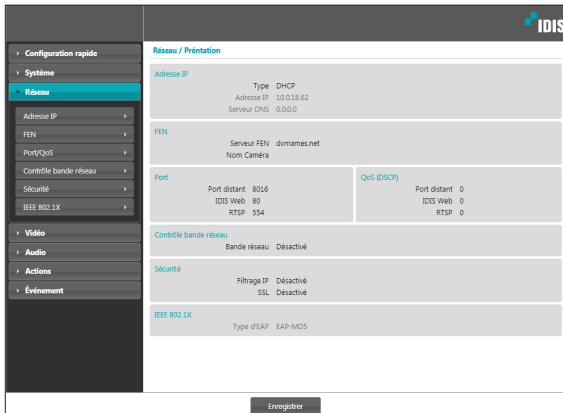 IDIS
Configuration rapide
Système
Réseau
Adresse IP
FEN
Port/QoS
Contrôle bande réseau
Sécurité
IEEE 802.1X
Vidéo
Audio
Actions
Événement
Réseau / Préntation
Adresse IP
Type DHCP
Adresse IP 10.0.18.62
Serveur DNS 0.0.0.0
FEN
Serveur FEN dvrnames.net
Nom Caméra
Port
Port distant 8016
IDIS Web 80
RTSP 554
QoS (DSCP)
Port distant 0
IDIS Web 0
RTSP 0
Contrôle bande réseau
Bande réseau Désactivé
Sécurité
Filtrage IP Désactivé
SSL Désactivé
IEEE 802.1X
Type d'EAP EAP-MD5
Enregistrer